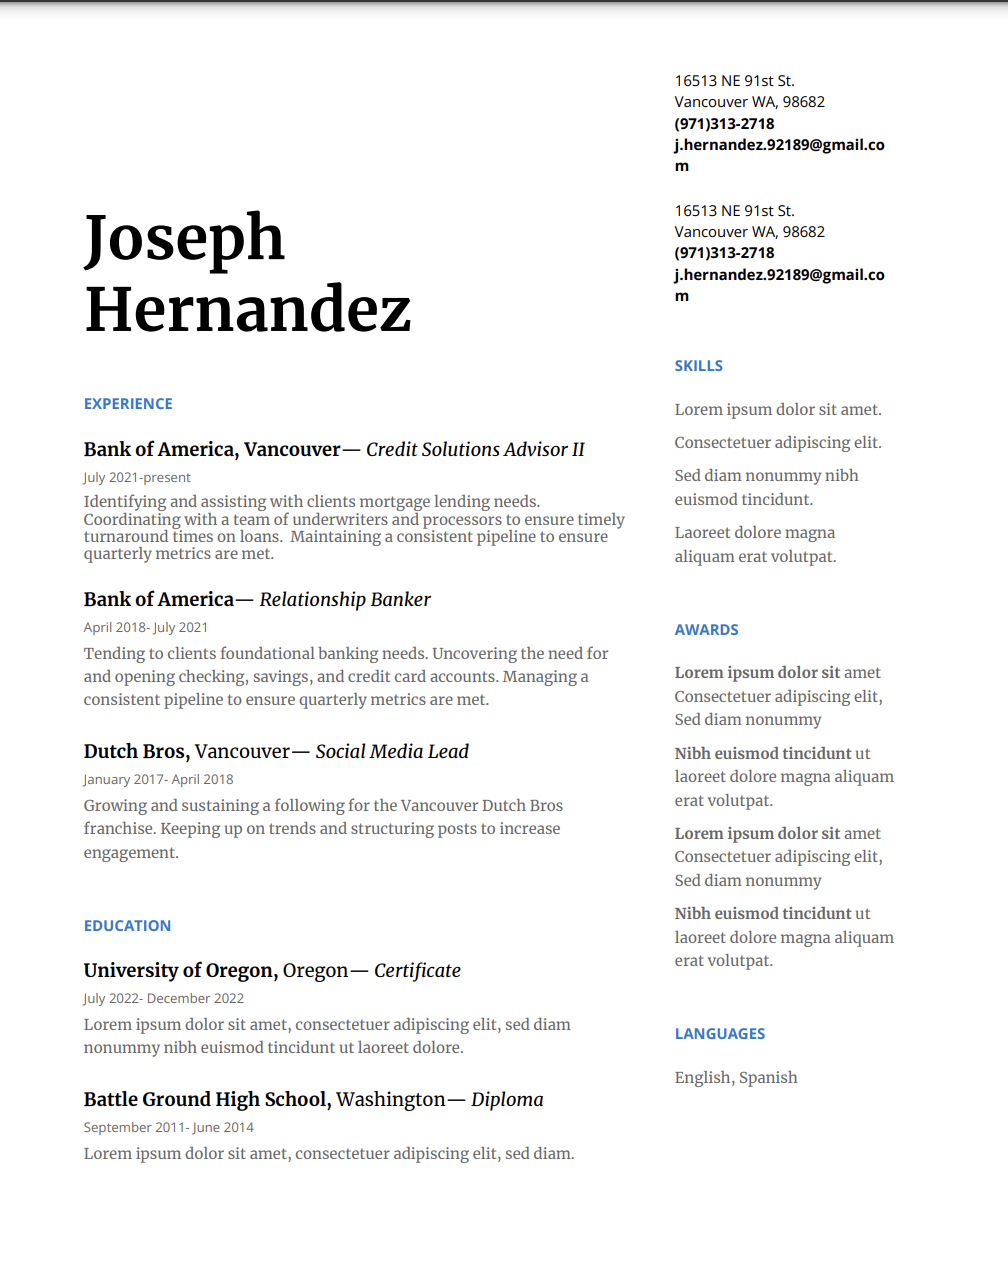 16513 NE 91st St.
Vancouver WA, 98682
(971)313-2718
j.hernandez.92189@gmail.co
m
16513 NE 91st St.
Vancouver WA, 98682
(971)313-2718
j.hernandez.92189@gmail.co
m
Joseph
Hernandez
EXPERIENCE
Bank of America, Vancouver— Credit Solutions Advisor II
July 2021-present
Identifying and assisting with clients mortgage lending needs.
Coordinating with a team of underwriters and processors to ensure timely
turnaround times on loans.  Maintaining a consistent pipeline to ensure
quarterly metrics are met.
Bank of America— Relationship Banker
April 2018- July 2021
Tending to clients foundational banking needs. Uncovering the need for
and opening checking, savings, and credit card accounts. Managing a
consistent pipeline to ensure quarterly metrics are met.
Dutch Bros, Vancouver— Social Media Lead
January 2017- April 2018
Growing and sustaining a following for the Vancouver Dutch Bros
franchise. Keeping up on trends and structuring posts to increase
engagement.
EDUCATION
University of Oregon, Oregon— Certificate
July 2022- December 2022
Lorem ipsum dolor sit amet, consectetuer adipiscing elit, sed diam
nonummy nibh euismod tincidunt ut laoreet dolore.
Battle Ground High School, Washington— Diploma
September 2011- June 2014
Lorem ipsum dolor sit amet, consectetuer adipiscing elit, sed diam.
SKILLS
Lorem ipsum dolor sit amet.
Consectetuer adipiscing elit.
Sed diam nonummy nibh
euismod tincidunt.
Laoreet dolore magna
aliquam erat volutpat.
AWARDS
Lorem ipsum dolor sit amet
Consectetuer adipiscing elit,
Sed diam nonummy
Nibh euismod tincidunt ut
laoreet dolore magna aliquam
erat volutpat.
Lorem ipsum dolor sit amet
Consectetuer adipiscing elit,
Sed diam nonummy
Nibh euismod tincidunt ut
laoreet dolore magna aliquam
erat volutpat.
LANGUAGES
English, Spanish